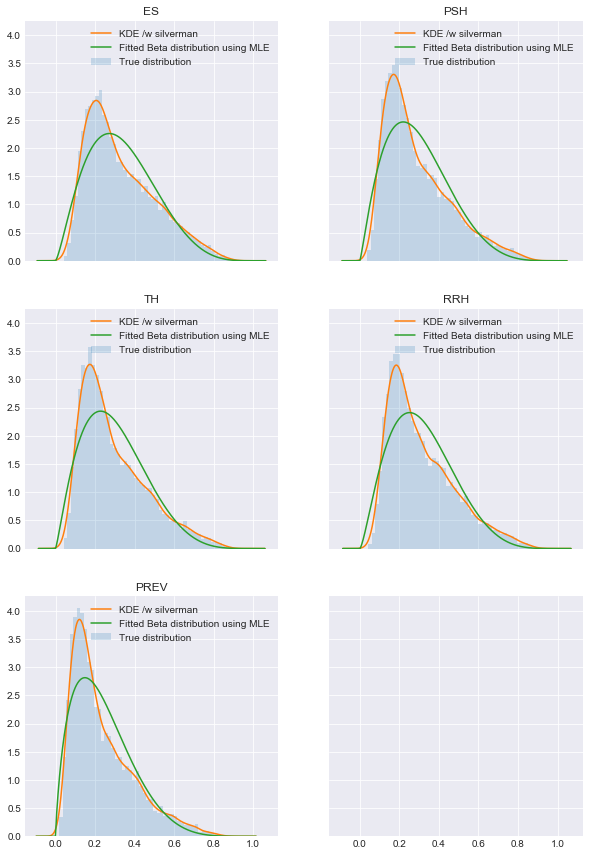 ES
KDE /w silverman
Fitted Beta distribution using MLE
True distribution
4.0
3.5
3.0
2.5
2.0
1.5
1.0
0.5
0.0
PSH
KDE /w silverman
Fitted Beta distribution using MLE
True distribution
TH
KDE /w silverman
Fitted Beta distribution using MLE
True distribution
4.0
3.5
3.0
2.5
2.0
1.5
1.0
0.5
0.0
RRH
KDE /w silverman
Fitted Beta distribution using MLE
True distribution
PREV
KDE /w silverman
Fitted Beta distribution using MLE
True distribution
4.0
3.5
3.0
2.5
2.0
1.5
1.0
0.5
0.0
0.0 0.2 0.4 0.6 0.8 1.0
0.0 0.2 0.4 0.6 0.8 1.0